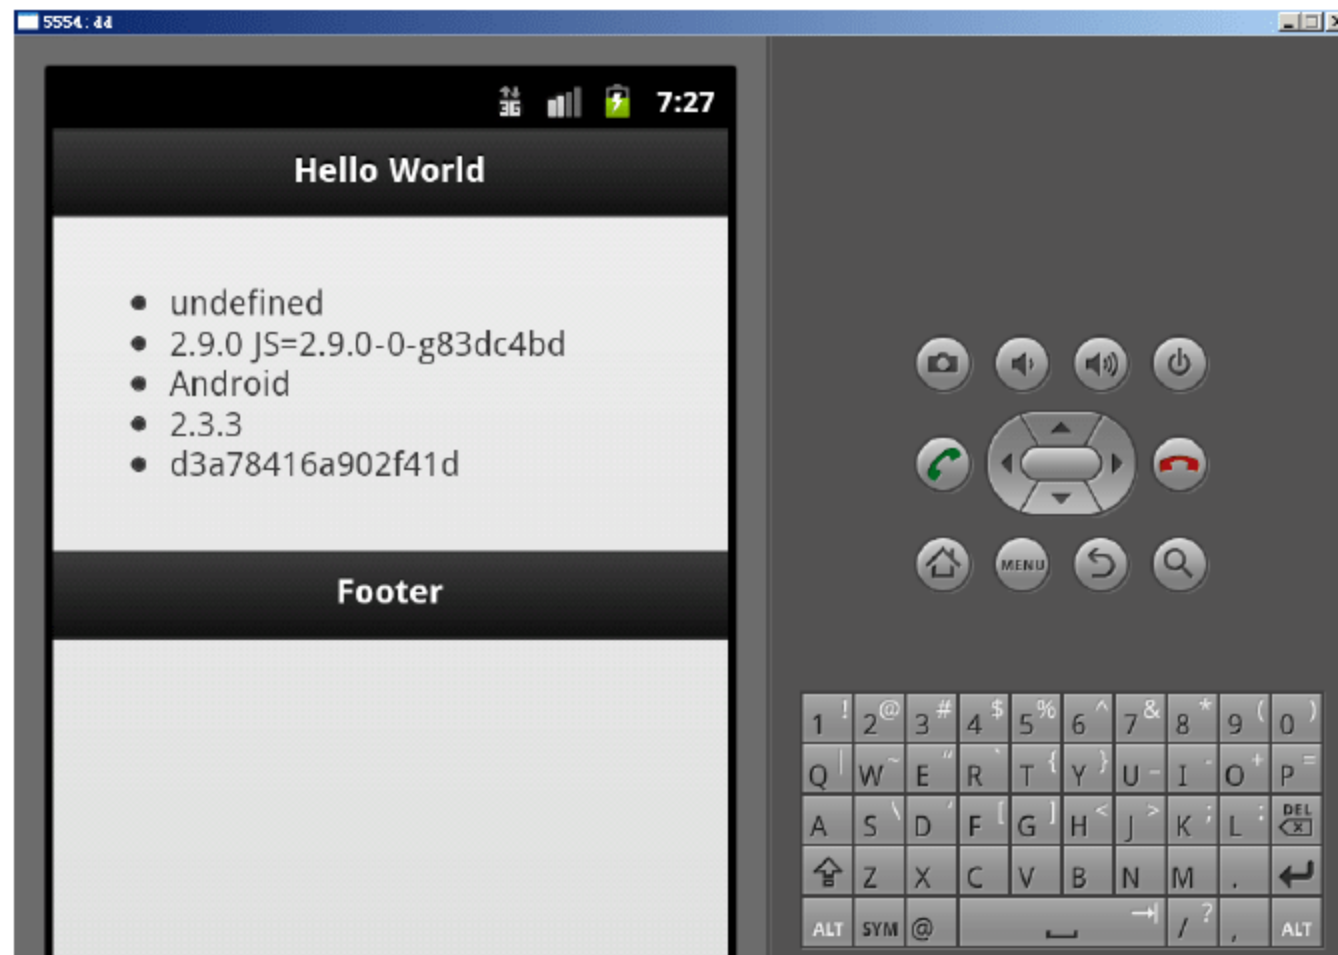 5554:dd
3G 7:27
Hello World
undefined
2.9.0 JS=2.9.0-0-g83dc4bd
Android
2.3.3
d3a78416a902f41d
Footer
MENU
1 ! 2 @ 3 # 4 $ 5 % 6 ^ 7 & 8 * 9 ( 0 )
Q | W ~ E " R ` T { Y } U _ I - O + P =
A S \ D ' F [ G ] H < J > K ; L : DEL
Z X C V B N M .
ALT SYM @ / ? , ALT